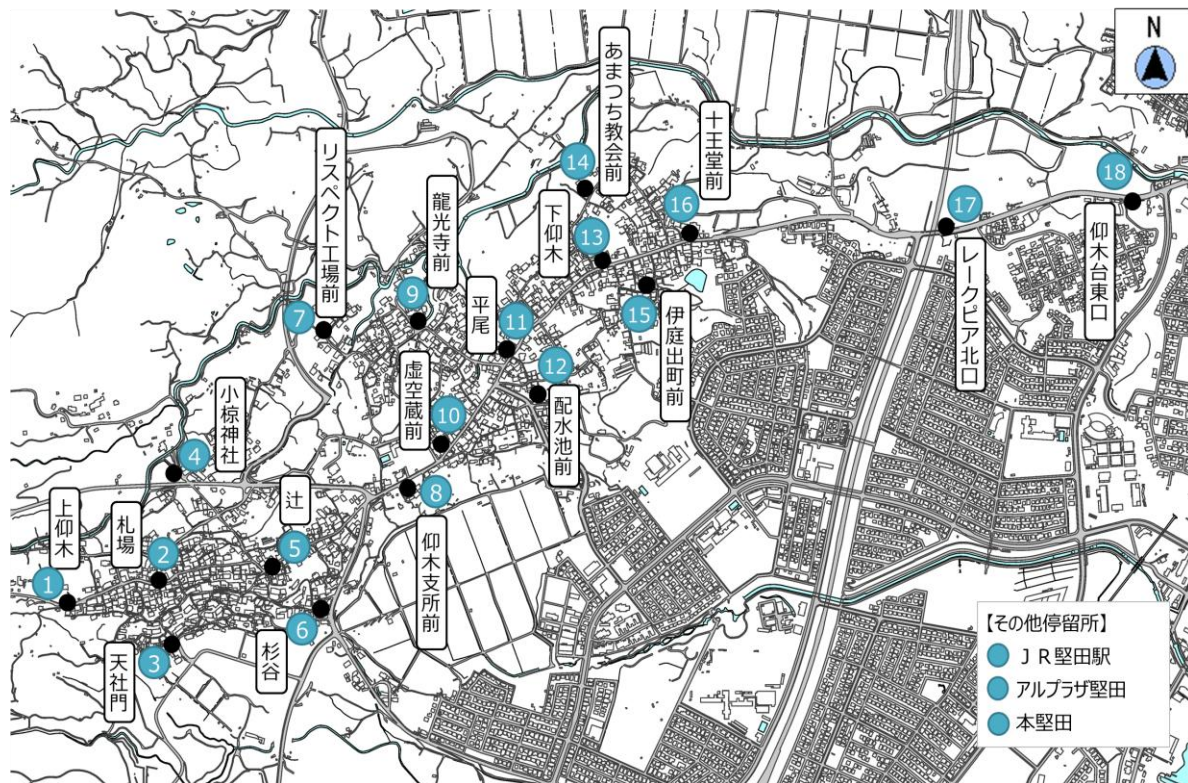 N
あまつち教会前
十王堂前
リスペクト工場前
龍光寺前
下仰木
14
16
18
仰木台東口
17
レークピア北口
13
平尾
9
11
15
伊庭出町前
7
12
配水池前
虚空蔵前
10
小椋神社
4
8
仰木支所前
辻
5
上仰木
札場
2
1
6
杉谷
3
天社門
【その他停留所】
JR堅田駅
アルプラザ堅田
本堅田